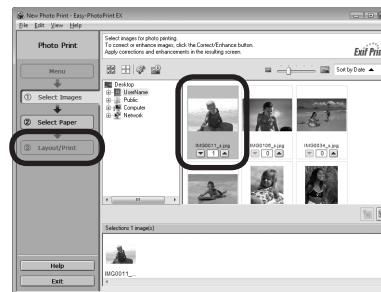 New Photo Print - Easy-PhotoPrint EX
File Edit View Help
Photo Print
Select images for photo printing.
To correct or enhance images, click the Correct/Enhance button.
Apply corrections and enhancements in the resulting screen.
Exif Print
Menu
Sort by Date
1 Select Images
2 Select Paper
3 Layout/Print
Desktop
UserName
Public
Computer
Network
IMG0011_s.jpg
IMG0108_s.jpg
IMG0034_s.jpg
1
0
0
Selections 1 image(s)
IMG0011_...
Help
Exit